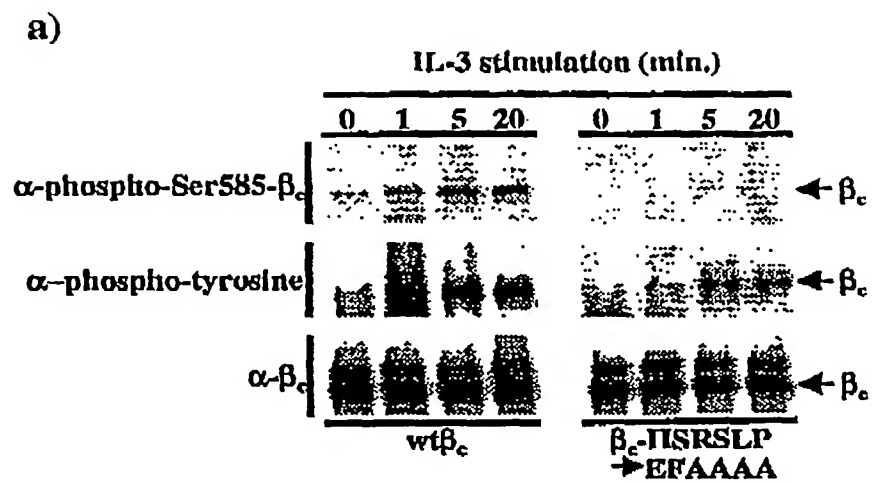 a)
IL-3 stimulation (min.)
0 1 5 20 0 1 5 20
α-phospho-Ser585-βc ← βc
α-phospho-tyrosine ← βc
α-βc ← βc
wtβc βc-HSRSLP
→EFAAAA